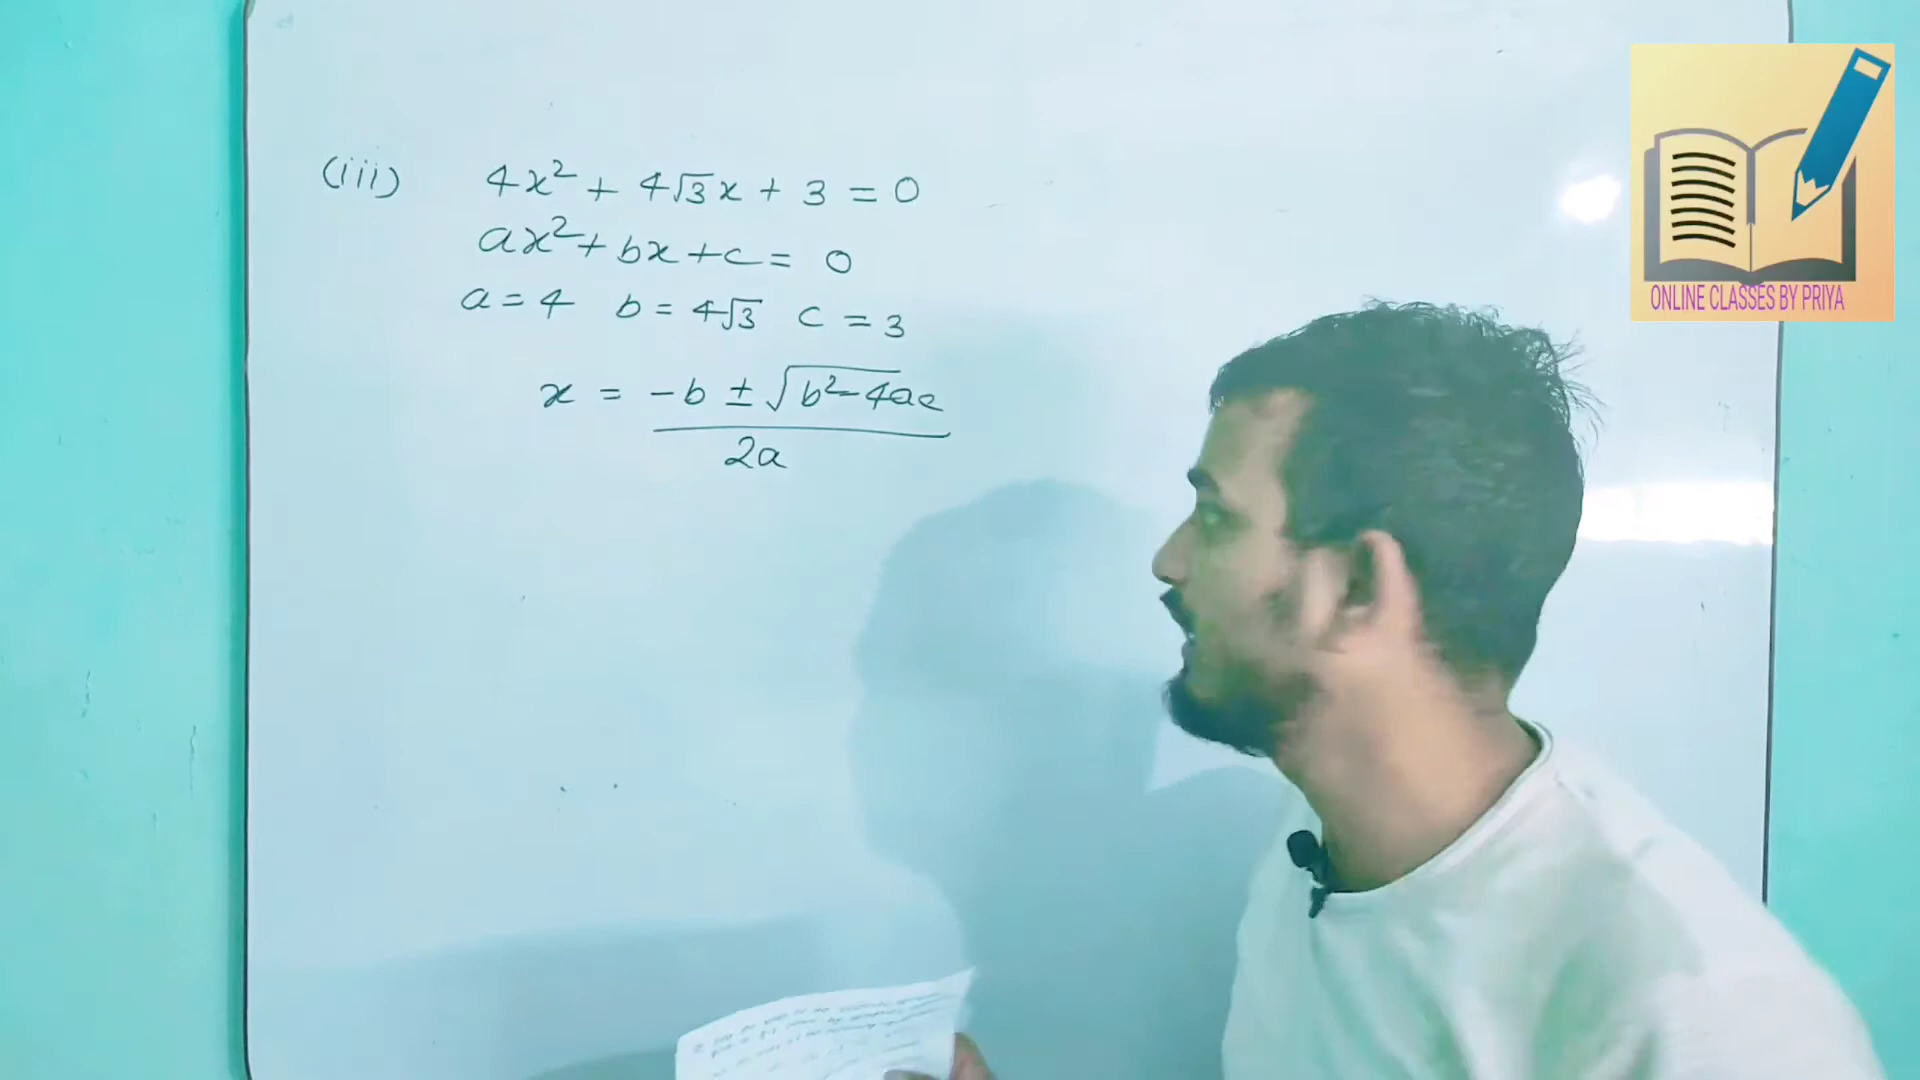 (iii) 4x² + 4√3x + 3 = 0
ax² + bx + c = 0
a = 4 b = 4√3 c = 3
x = -b ± √b²-4ac
2a
ONLINE CLASSES BY PRIYA